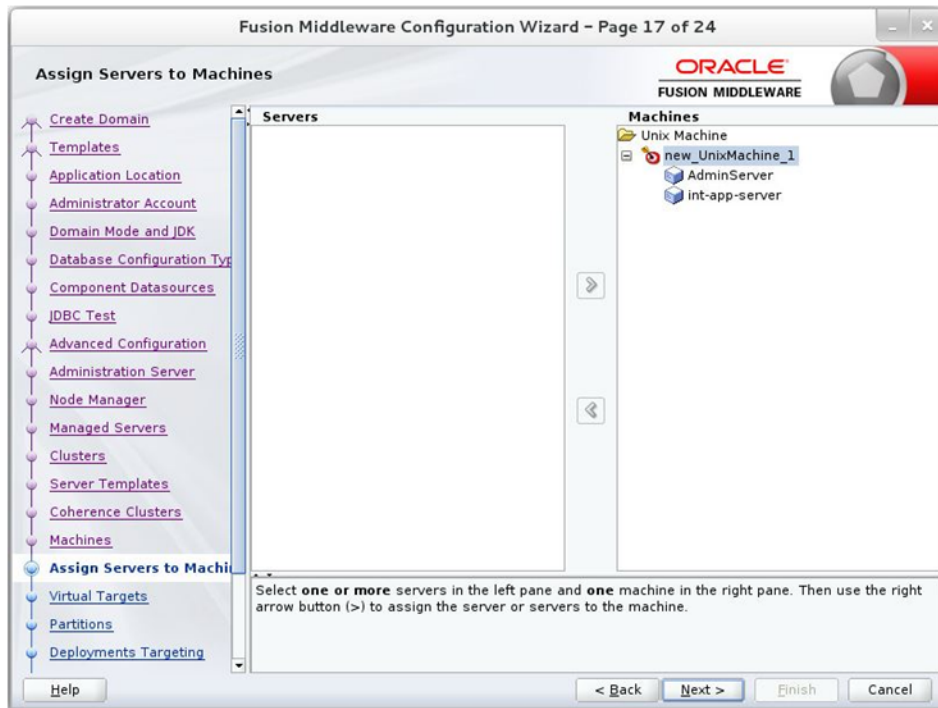 Fusion Middleware Configuration Wizard – Page 17 of 24
Assign Servers to Machines
ORACLE
FUSION MIDDLEWARE
Create Domain
Templates
Application Location
Administrator Account
Domain Mode and JDK
Database Configuration Typ
Component Datasources
JDBC Test
Advanced Configuration
Administration Server
Node Manager
Managed Servers
Clusters
Server Templates
Coherence Clusters
Machines
Assign Servers to Machi
Virtual Targets
Partitions
Deployments Targeting
Servers
Machines
Unix Machine
new_UnixMachine_1
AdminServer
int-app-server
Select one or more servers in the left pane and one machine in the right pane. Then use the right
arrow button (>) to assign the server or servers to the machine.
Help
< Back
Next >
Finish
Cancel